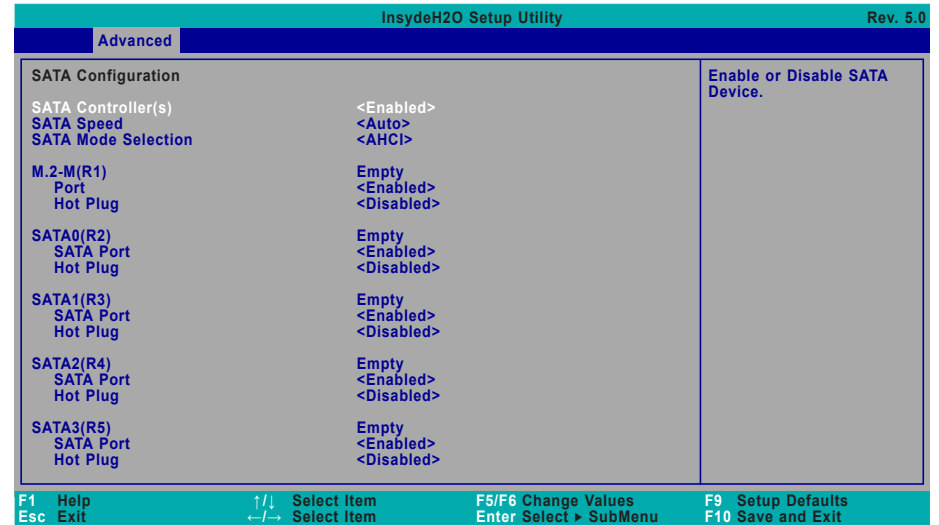 InsydeH2O Setup Utility Rev. 5.0
Advanced
SATA Configuration
SATA Controller(s) <Enabled>
SATA Speed <Auto>
SATA Mode Selection <AHCI>
M.2-M(R1) Empty
Port <Enabled>
Hot Plug <Disabled>
SATA0(R2) Empty
SATA Port <Enabled>
Hot Plug <Disabled>
SATA1(R3) Empty
SATA Port <Enabled>
Hot Plug <Disabled>
SATA2(R4) Empty
SATA Port <Enabled>
Hot Plug <Disabled>
SATA3(R5) Empty
SATA Port <Enabled>
Hot Plug <Disabled>
Enable or Disable SATA
Device.
F1 Help ↑/↓ Select Item F5/F6 Change Values F9 Setup Defaults
Esc Exit ←/→ Select Item Enter Select ▶ SubMenu F10 Save and Exit